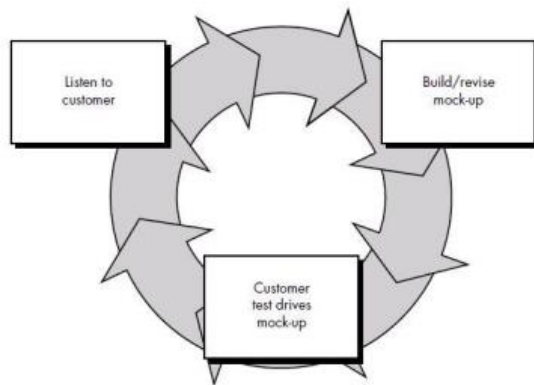 Listen to
customer
Build/revise
mock-up
Customer
test drives
mock-up